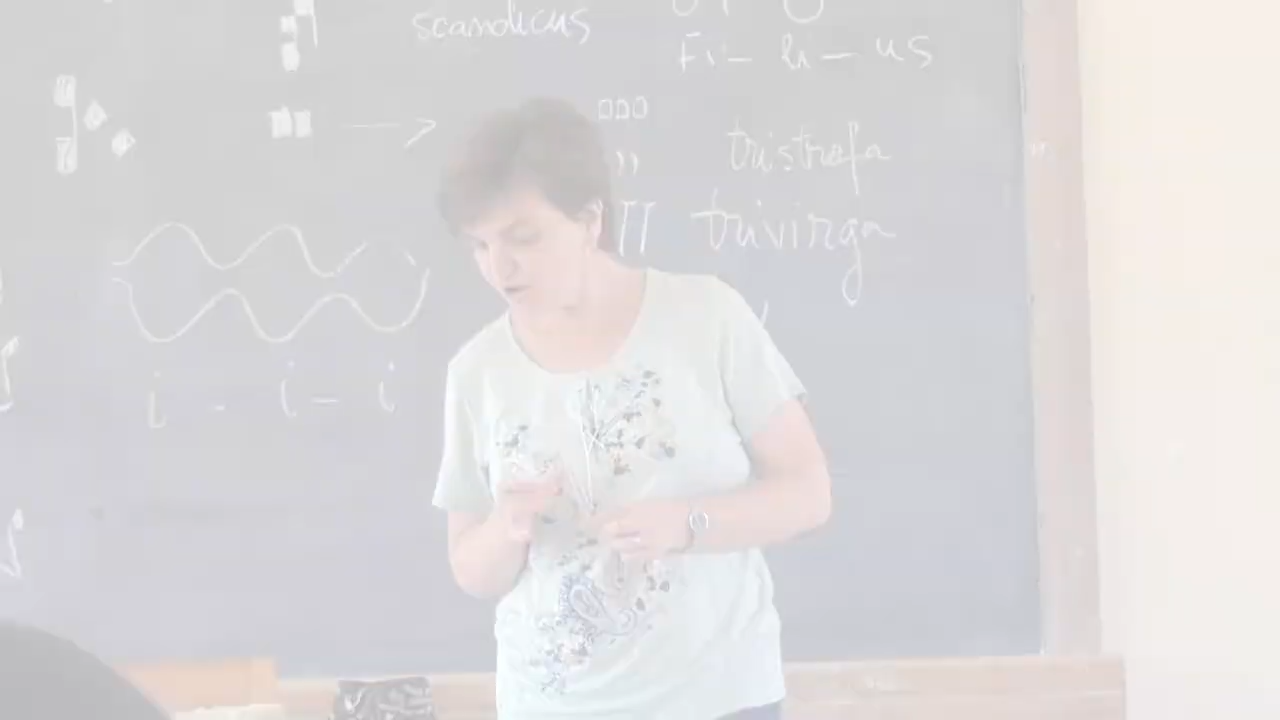 scandicus
Fi - li - us
tristrofa
trivirga
i - i - i